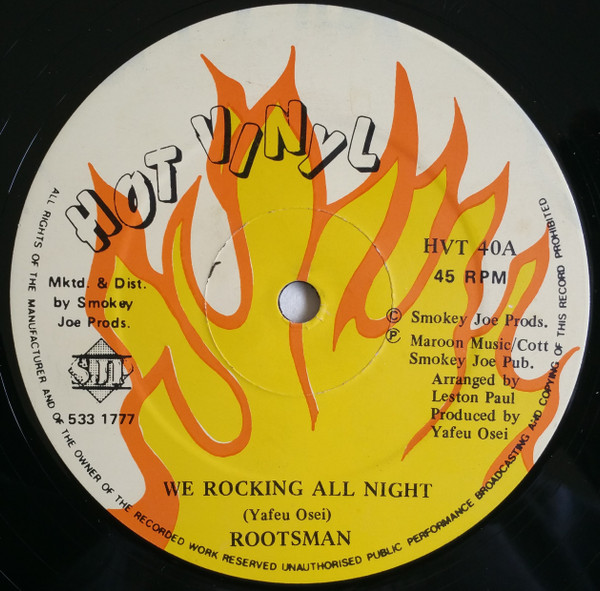 HOT VINYL
HVT 40A
45 RPM
Mktd. & Dist.
by Smokey
Joe Prods.
SJP
533 1777
© Smokey Joe Prods.
℗ Maroon Music/Cott
Smokey Joe Pub.
Arranged by
Leston Paul
Produced by
Yafeu Osei
WE ROCKING ALL NIGHT
(Yafeu Osei)
ROOTSMAN
ALL RIGHTS OF THE MANUFACTURER AND OF THE OWNER OF THE RECORDED WORK RESERVED UNAUTHORISED PUBLIC PERFORMANCE BROADCASTING AND COPYING OF THIS RECORD PROHIBITED